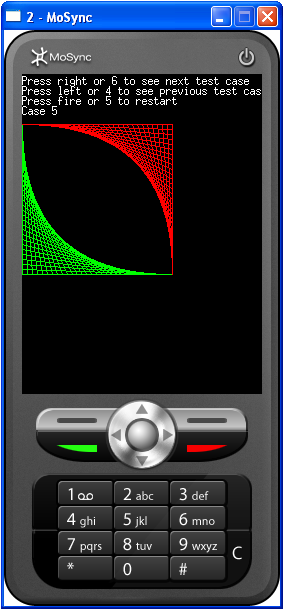 2 - MoSync
MoSync
Press right or 6 to see next test case
Press left or 4 to see previous test cas
Press fire or 5 to restart
Case 5
1 2 abc 3 def
4 ghi 5 jkl 6 mno
7 pqrs 8 tuv 9 wxyz
C
* 0 #